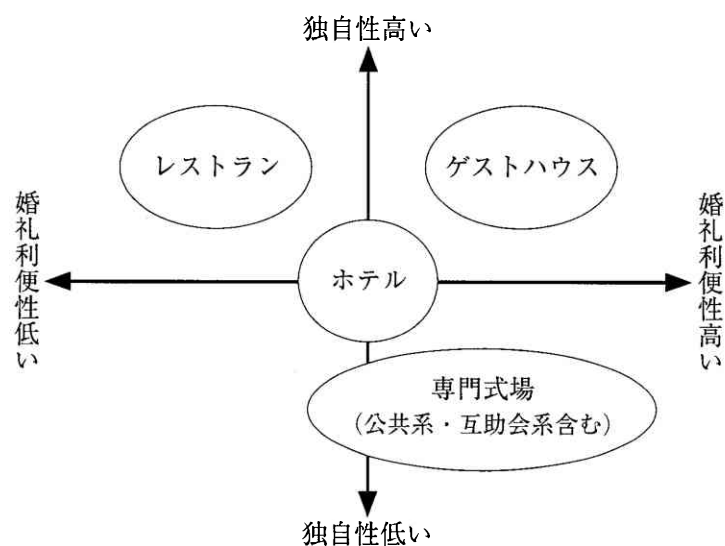 独自性高い
レストラン
ゲストハウス
婚礼利便性低い
ホテル
婚礼利便性高い
専門式場
(公共系・互助会系含む)
独自性低い